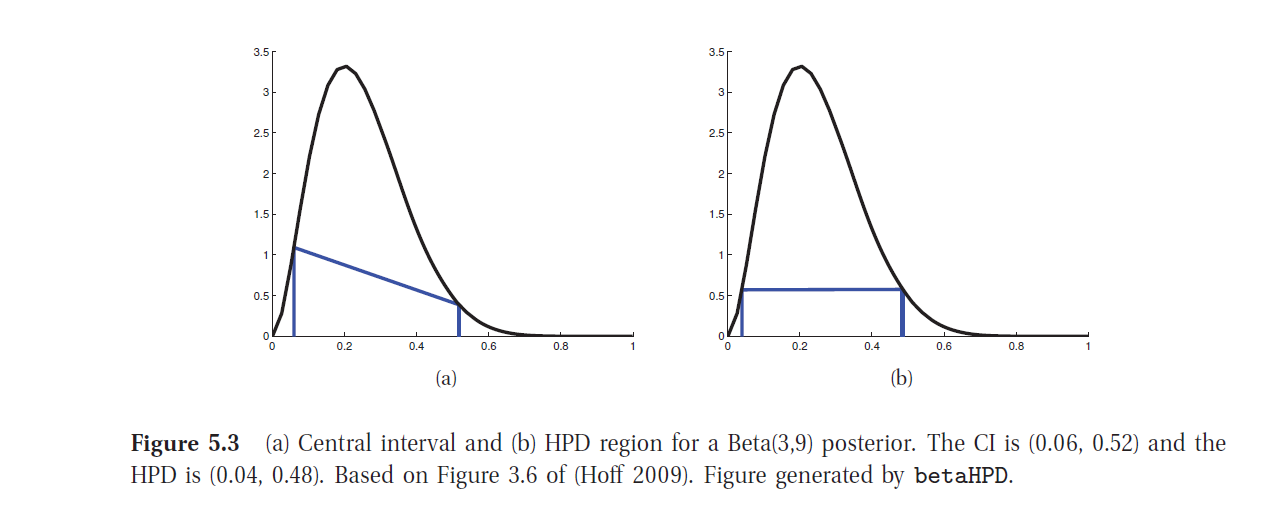 3.5
3
2.5
2
1.5
1
0.5
0
0 0.2 0.4 0.6 0.8 1
(a)
3.5
3
2.5
2
1.5
1
0.5
0
0 0.2 0.4 0.6 0.8 1
(b)
Figure 5.3 (a) Central interval and (b) HPD region for a Beta(3,9) posterior. The CI is (0.06, 0.52) and the
HPD is (0.04, 0.48). Based on Figure 3.6 of (Hoff 2009). Figure generated by betaHPD.